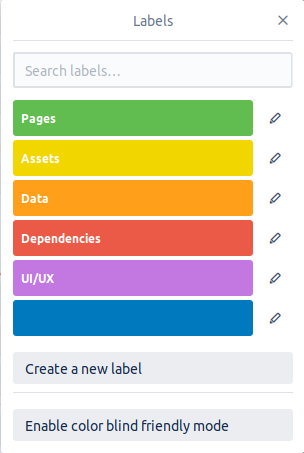 Labels
Search labels…
Pages
Assets
Data
Dependencies
UI/UX
Create a new label
Enable color blind friendly mode